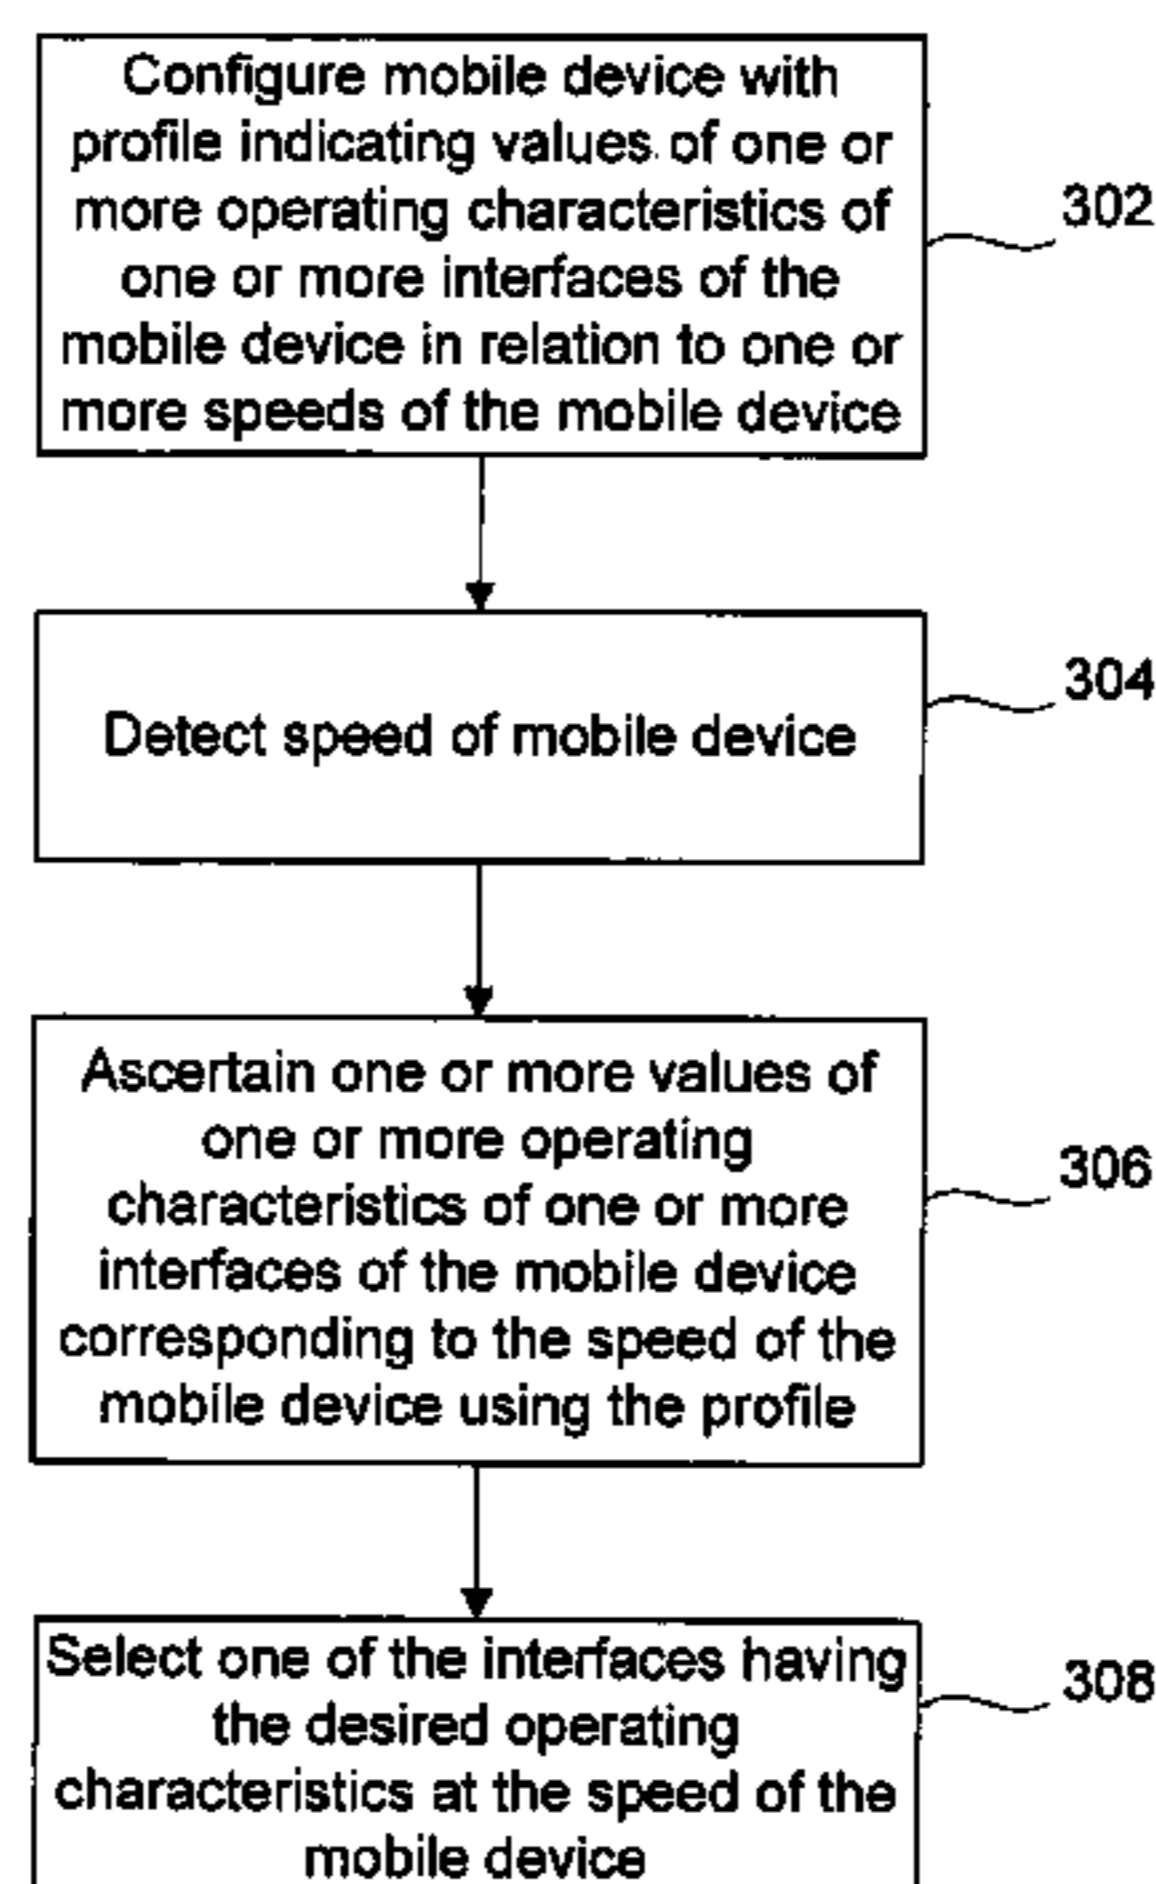 Configure mobile device with
profile indicating values of one or
more operating characteristics of
one or more interfaces of the
mobile device in relation to one or
more speeds of the mobile device
302
Detect speed of mobile device
304
Ascertain one or more values of
one or more operating
characteristics of one or more
interfaces of the mobile device
corresponding to the speed of the
mobile device using the profile
306
Select one of the interfaces having
the desired operating
characteristics at the speed of the
mobile device
308